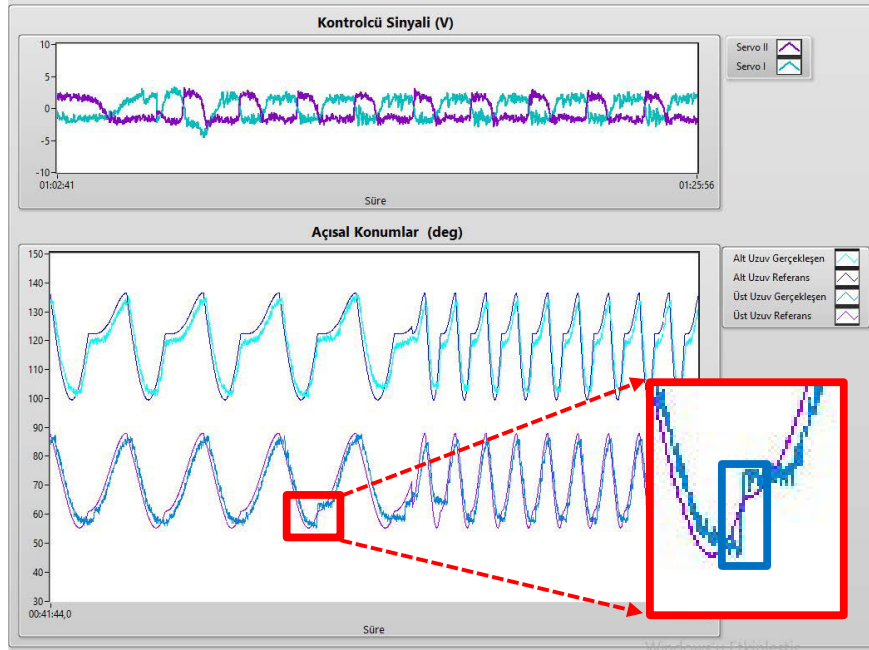 Kontrolcü Sinyali (V)
10
5
0
-5
-10
01:02:41
01:25:56
Süre
Servo II
Servo I
Açısal Konumlar (deg)
150
140
130
120
110
100
90
80
70
60
50
40
30
00:41:44,0
Süre
Alt Uzuv Gerçekleşen
Alt Uzuv Referans
Üst Uzuv Gerçekleşen
Üst Uzuv Referans